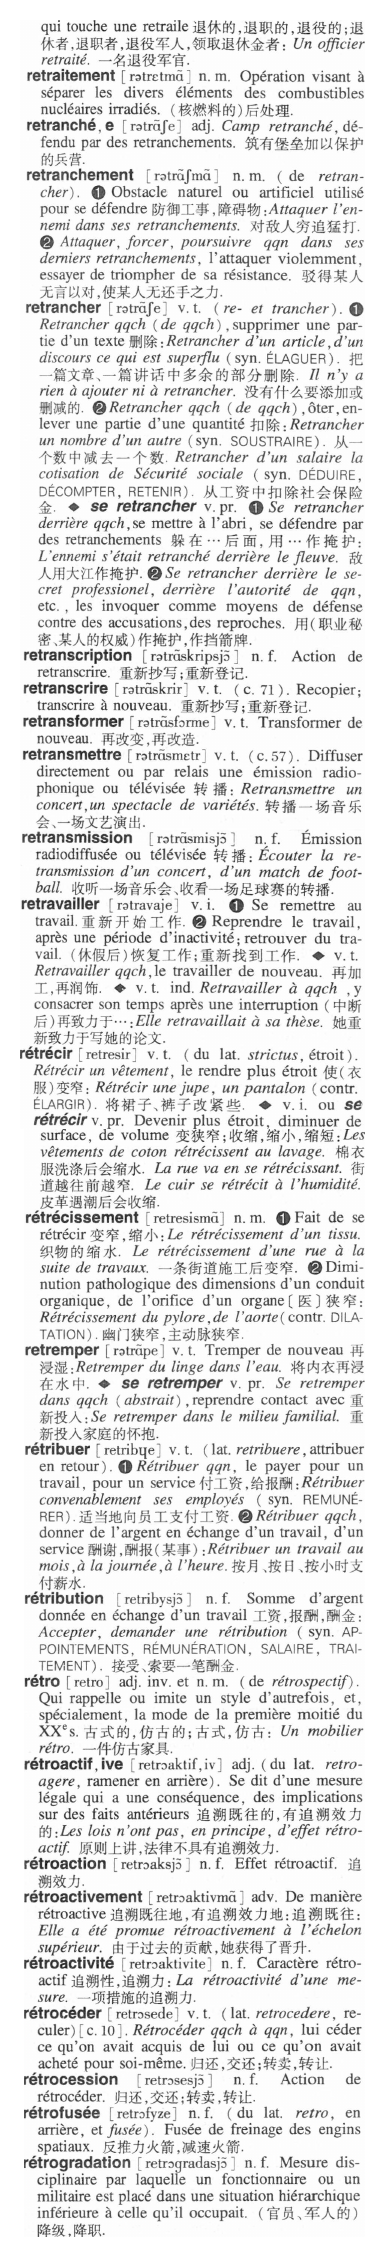 qui touche une retraile 退休的,退职的,退役的;退
休者,退职者,退役军人,领取退休金者: Un officier
retraité. 一名退役军官.
retraitement [rətretmɑ̃] n. m. Opération visant à
séparer les divers éléments des combustibles
nucléaires irradiés. (核燃料的)后处理.
retranché, e [rətrɑ̃ʃe] adj. Camp retranché, dé-
fendu par des retranchements. 筑有堡垒加以保护
的兵营.
retranchement [rətrɑ̃ʃmɑ̃] n. m. ( de retran-
cher). ❶ Obstacle naturel ou artificiel utilisé
pour se défendre 防御工事,障碍物:Attaquer l'en-
nemi dans ses retranchements. 对敌人穷追猛打.
❷ Attaquer, forcer, poursuivre qqn dans ses
derniers retranchements, l'attaquer violemment,
essayer de triompher de sa résistance. 驳得某人
无言以对,使某人无还手之力.
retrancher [rətrɑ̃ʃe] v. t. (re- et trancher). ❶
Retrancher qqch (de qqch), supprimer une par-
tie d'un texte 删除:Retrancher d'un article, d'un
discours ce qui est superflu (syn. ÉLAGUER). 把
一篇文章、一篇讲话中多余的部分删除. Il n'y a
rien à ajouter ni à retrancher. 没有什么要添加或
删减的. ❷Retrancher qqch (de qqch), ôter, en-
lever une partie d'une quantité 扣除:Retrancher
un nombre d'un autre (syn. SOUSTRAIRE). 从一
个数中减去一个数. Retrancher d'un salaire la
cotisation de Sécurité sociale ( syn. DÉDUIRE,
DÉCOMPTER, RETENIR). 从工资中扣除社会保险
金. ◆ se retrancher v. pr. ❶ Se retrancher
derrière qqch, se mettre à l'abri, se défendre par
des retranchements 躲在…后面,用…作掩护:
L'ennemi s'était retranché derrière le fleuve. 敌
人用大江作掩护. ❷Se retrancher derrière le se-
cret professionel, derrière l'autorité de qqn,
etc., les invoquer comme moyens de défense
contre des accusations, des reproches. 用(职业秘
密、某人的权威)作掩护,作挡箭牌.
retranscription [rətrɑ̃skripsjɔ̃] n. f. Action de
retranscrire. 重新抄写;重新登记.
retranscrire [rətrɑ̃skrir] v. t. (c. 71). Recopier;
transcrire à nouveau. 重新抄写;重新登记.
retransformer [rətrɑ̃sfɔrme] v. t. Transformer de
nouveau. 再改变,再改造.
retransmettre [rətrɑ̃smɛtr] v. t. (c.57). Diffuser
directement ou par relais une émission radio-
phonique ou télévisée 转播: Retransmettre un
concert, un spectacle de variétés. 转播一场音乐
会、一场文艺演出.
retransmission [rətrɑ̃smisjɔ̃] n. f. Émission
radiodiffusée ou télévisée 转播: Écouter la re-
transmission d'un concert, d'un match de foot-
ball. 收听一场音乐会、收看一场足球赛的转播.
retravailler [rətravaje] v. i. ❶ Se remettre au
travail. 重新开始工作. ❷ Reprendre le travail,
après une période d'inactivité; retrouver du tra-
vail. (休假后)恢复工作;重新找到工作. ◆ v. t.
Retravailler qqch, le travailler de nouveau. 再加
工,再润饰. ◆ v. t. ind. Retravailler à qqch , y
consacrer son temps après une interruption (中断
后)再致力于…:Elle retravaillait à sa thèse. 她重
新致力于写她的论文.
rétrécir [retresir] v. t. ( du lat. strictus, étroit).
Rétrécir un vêtement, le rendre plus étroit 使(衣
服)变窄: Rétrécir une jupe, un pantalon (contr.
ÉLARGIR). 将裙子、裤子改紧些. ◆ v. i. ou se
rétrécir v. pr. Devenir plus étroit, diminuer de
surface, de volume 变狭窄;收缩,缩小,缩短:Les
vêtements de coton rétrécissent au lavage. 棉衣
服洗涤后会缩水. La rue va en se rétrécissant. 街
道越往前越窄. Le cuir se rétrécit à l'humidité.
皮革遇潮后会收缩.
rétrécissement [retresismɑ̃] n. m. ❶ Fait de se
rétrécir 变窄,缩小:Le rétrécissement d'un tissu.
织物的缩水. Le rétrécissement d'une rue à la
suite de travaux. 一条街道施工后变窄. ❷ Dimi-
nution pathologique des dimensions d'un conduit
organique, de l'orifice d'un organe [医] 狭窄:
Rétrécissement du pylore, de l'aorte (contr. DILA-
TATION). 幽门狭窄,主动脉狭窄.
retremper [rətrɑ̃pe] v. t. Tremper de nouveau 再
浸湿:Retremper du linge dans l'eau. 将内衣再浸
在水中. ◆ se retremper v. pr. Se retremper
dans qqch (abstrait), reprendre contact avec 重
新投入:Se retremper dans le milieu familial. 重
新投入家庭的怀抱.
rétribuer [retribɥe] v. t. (lat. retribuere, attribuer
en retour). ❶ Rétribuer qqn, le payer pour un
travail, pour un service 付工资,给报酬:Rétribuer
convenablement ses employés ( syn. REMUNÉ-
RER). 适当地向员工支付工资. ❷ Rétribuer qqch,
donner de l'argent en échange d'un travail, d'un
service 酬谢,酬报(某事):Rétribuer un travail au
mois, à la journée, à l'heure. 按月、按日、按小时支
付薪水.
rétribution [retribysjɔ̃] n. f. Somme d'argent
donnée en échange d'un travail 工资,报酬,酬金:
Accepter, demander une rétribution ( syn. AP-
POINTEMENTS, RÉMUNÉRATION, SALAIRE, TRAI-
TEMENT). 接受、索要一笔酬金.
rétro [retro] adj. inv. et n. m. (de rétrospectif).
Qui rappelle ou imite un style d'autrefois, et,
spécialement, la mode de la première moitié du
XXe s. 古式的,仿古的;古式,仿古: Un mobilier
rétro. 一件仿古家具.
rétroactif, ive [retrɔaktif,iv] adj. (du lat. retro-
agere, ramener en arrière). Se dit d'une mesure
légale qui a une conséquence, des implications
sur des faits antérieurs 追溯既往的,有追溯效力
的:Les lois n'ont pas, en principe, d'effet rétro-
actif. 原则上讲,法律不具有追溯效力.
rétroaction [retrɔaksjɔ̃] n. f. Effet rétroactif. 追
溯效力.
rétroactivement [retrɔaktivmɑ̃] adv. De manière
rétroactive 追溯既往地,有追溯效力地;追溯既往:
Elle a été promue rétroactivement à l'échelon
supérieur. 由于过去的贡献,她获得了晋升.
rétroactivité [retrɔaktivite] n. f. Caractère rétro-
actif 追溯性,追溯力: La rétroactivité d'une me-
sure. 一项措施的追溯力.
rétrocéder [retrɔsede] v. t. (lat. retrocedere, re-
culer) [c. 10]. Rétrocéder qqch à qqn, lui céder
ce qu'on avait acquis de lui ou ce qu'on avait
acheté pour soi-même. 归还,交还;转卖,转让.
rétrocession [retrɔsesjɔ̃] n. f. Action de
rétrocéder. 归还,交还;转卖,转让.
rétrofusée [retrɔfyze] n. f. ( du lat. retro, en
arrière, et fusée). Fusée de freinage des engins
spatiaux. 反推力火箭,减速火箭.
rétrogradation [retrɔgradasjɔ̃] n. f. Mesure dis-
ciplinaire par laquelle un fonctionnaire ou un
militaire est placé dans une situation hiérarchique
inférieure à celle qu'il occupait. (官员、军人的)
降级,降职.